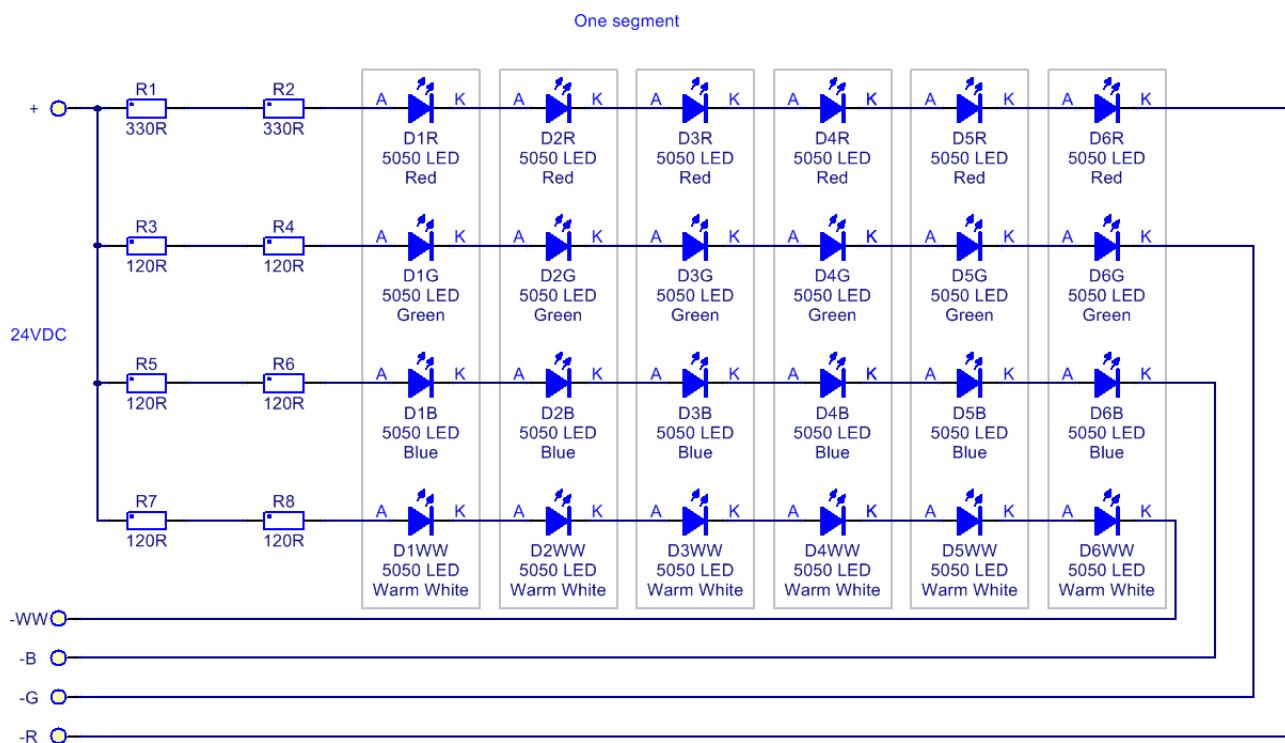 One segment
+
R1
330R
R2
330R
A
K
A
K
A
K
A
K
A
K
A
K
D1R
5050 LED
Red
D2R
5050 LED
Red
D3R
5050 LED
Red
D4R
5050 LED
Red
D5R
5050 LED
Red
D6R
5050 LED
Red
R3
120R
R4
120R
A
K
A
K
A
K
A
K
A
K
A
K
D1G
5050 LED
Green
D2G
5050 LED
Green
D3G
5050 LED
Green
D4G
5050 LED
Green
D5G
5050 LED
Green
D6G
5050 LED
Green
24VDC
R5
120R
R6
120R
A
K
A
K
A
K
A
K
A
K
A
K
D1B
5050 LED
Blue
D2B
5050 LED
Blue
D3B
5050 LED
Blue
D4B
5050 LED
Blue
D5B
5050 LED
Blue
D6B
5050 LED
Blue
R7
120R
R8
120R
A
K
A
K
A
K
A
K
A
K
A
K
D1WW
5050 LED
Warm White
D2WW
5050 LED
Warm White
D3WW
5050 LED
Warm White
D4WW
5050 LED
Warm White
D5WW
5050 LED
Warm White
D6WW
5050 LED
Warm White
-WW
-B
-G
-R